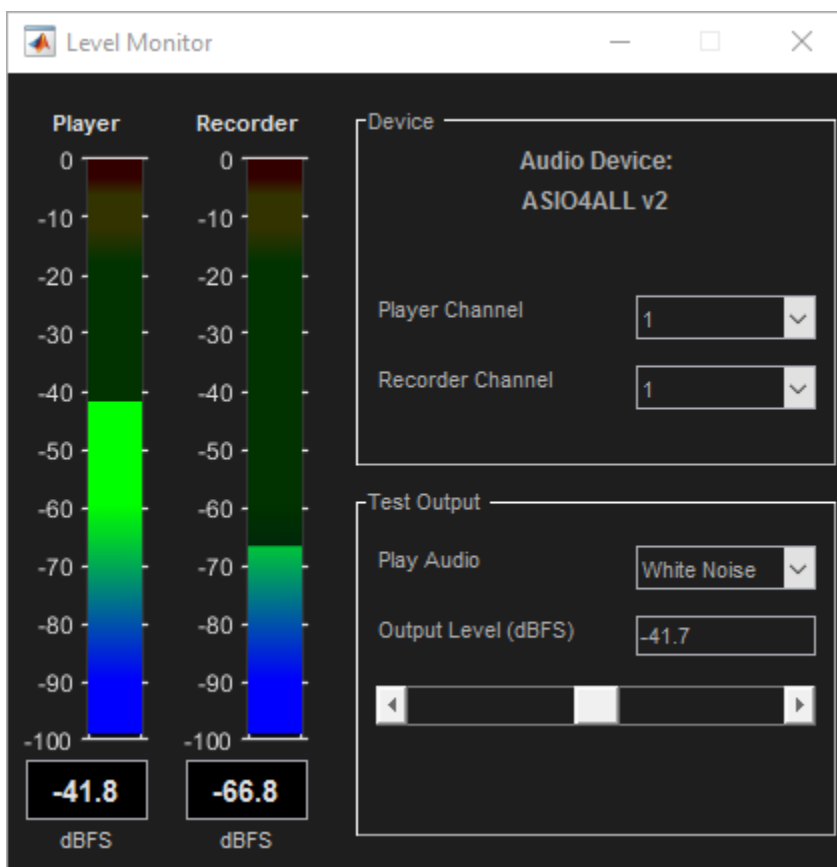 Level Monitor
Player
Recorder
0
-10
-20
-30
-40
-50
-60
-70
-80
-90
-100
-41.8
dBFS
0
-10
-20
-30
-40
-50
-60
-70
-80
-90
-100
-66.8
dBFS
Device
Audio Device:
ASIO4ALL v2
Player Channel 1
Recorder Channel 1
Test Output
Play Audio White Noise
Output Level (dBFS) -41.7